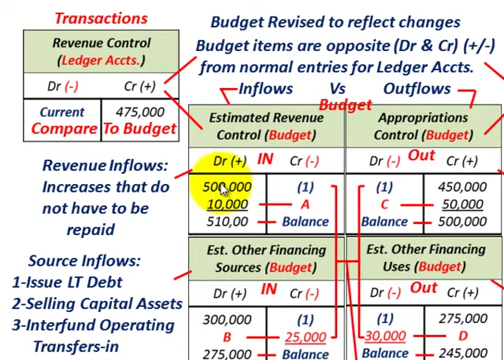 Transactions
Revenue Control
(Ledger Accts.)
Dr (-) Cr (+)
Current 475,000
Compare To Budget
Budget Revised to reflect changes
Budget items are opposite (Dr & Cr) (+/-)
from normal entries for Ledger Accts.
Inflows Vs Outflows
Budget
Estimated Revenue
Control (Budget)
Dr (+) IN Cr (-)
500,000 (1)
10,000 A
510,00 Balance
Appropriations
Control (Budget)
Dr (-) Out Cr (+)
(1) 450,000
C 50,000
Balance 500,000
Revenue Inflows:
Increases that do
not have to be
repaid
Source Inflows:
1-Issue LT Debt
2-Selling Capital Assets
3-Interfund Operating
Transfers-in
Est. Other Financing
Sources (Budget)
Dr (+) IN Cr (-)
300,000 (1)
B 25,000
275,000 Balance
Est. Other Financing
Uses (Budget)
Dr (-) Out Cr (+)
(1) 275,000
30,000 D
Balance 245,000